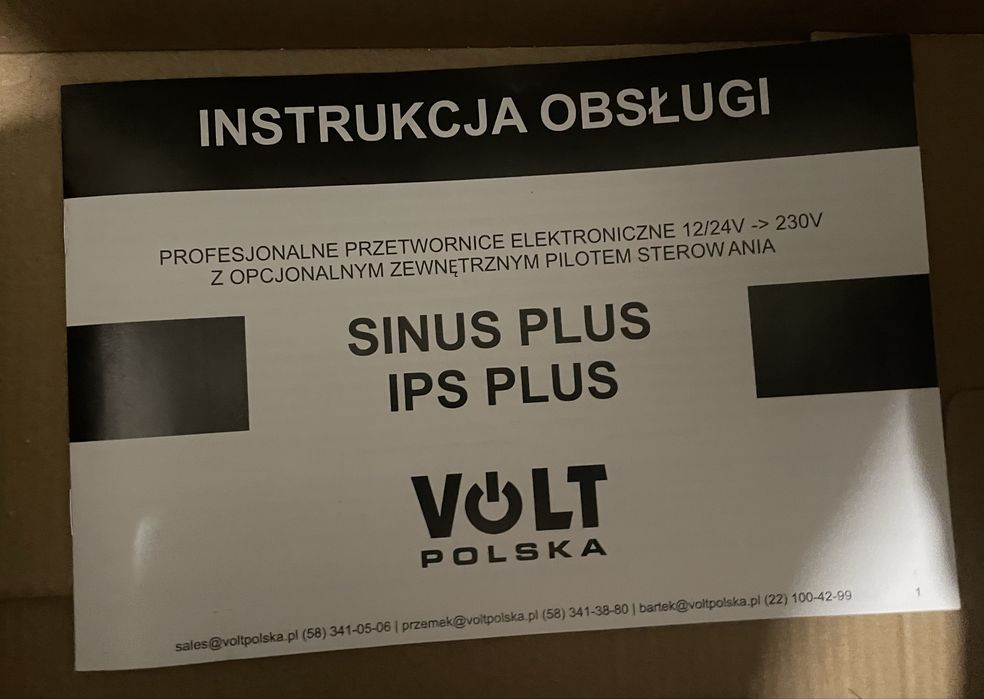 INSTRUKCJA OBSŁUGI
PROFESJONALNE PRZETWORNICE ELEKTRONICZNE 12/24V -> 230V
Z OPCJONALNYM ZEWNĘTRZNYM PILOTEM STEROWANIA
SINUS PLUS
IPS PLUS
VOLT
POLSKA
sales@voltpolska.pl (58) 341-05-06 | przemek@voltpolska.pl (58) 341-38-80 | bartek@voltpolska.pl (22) 100-42-99
1